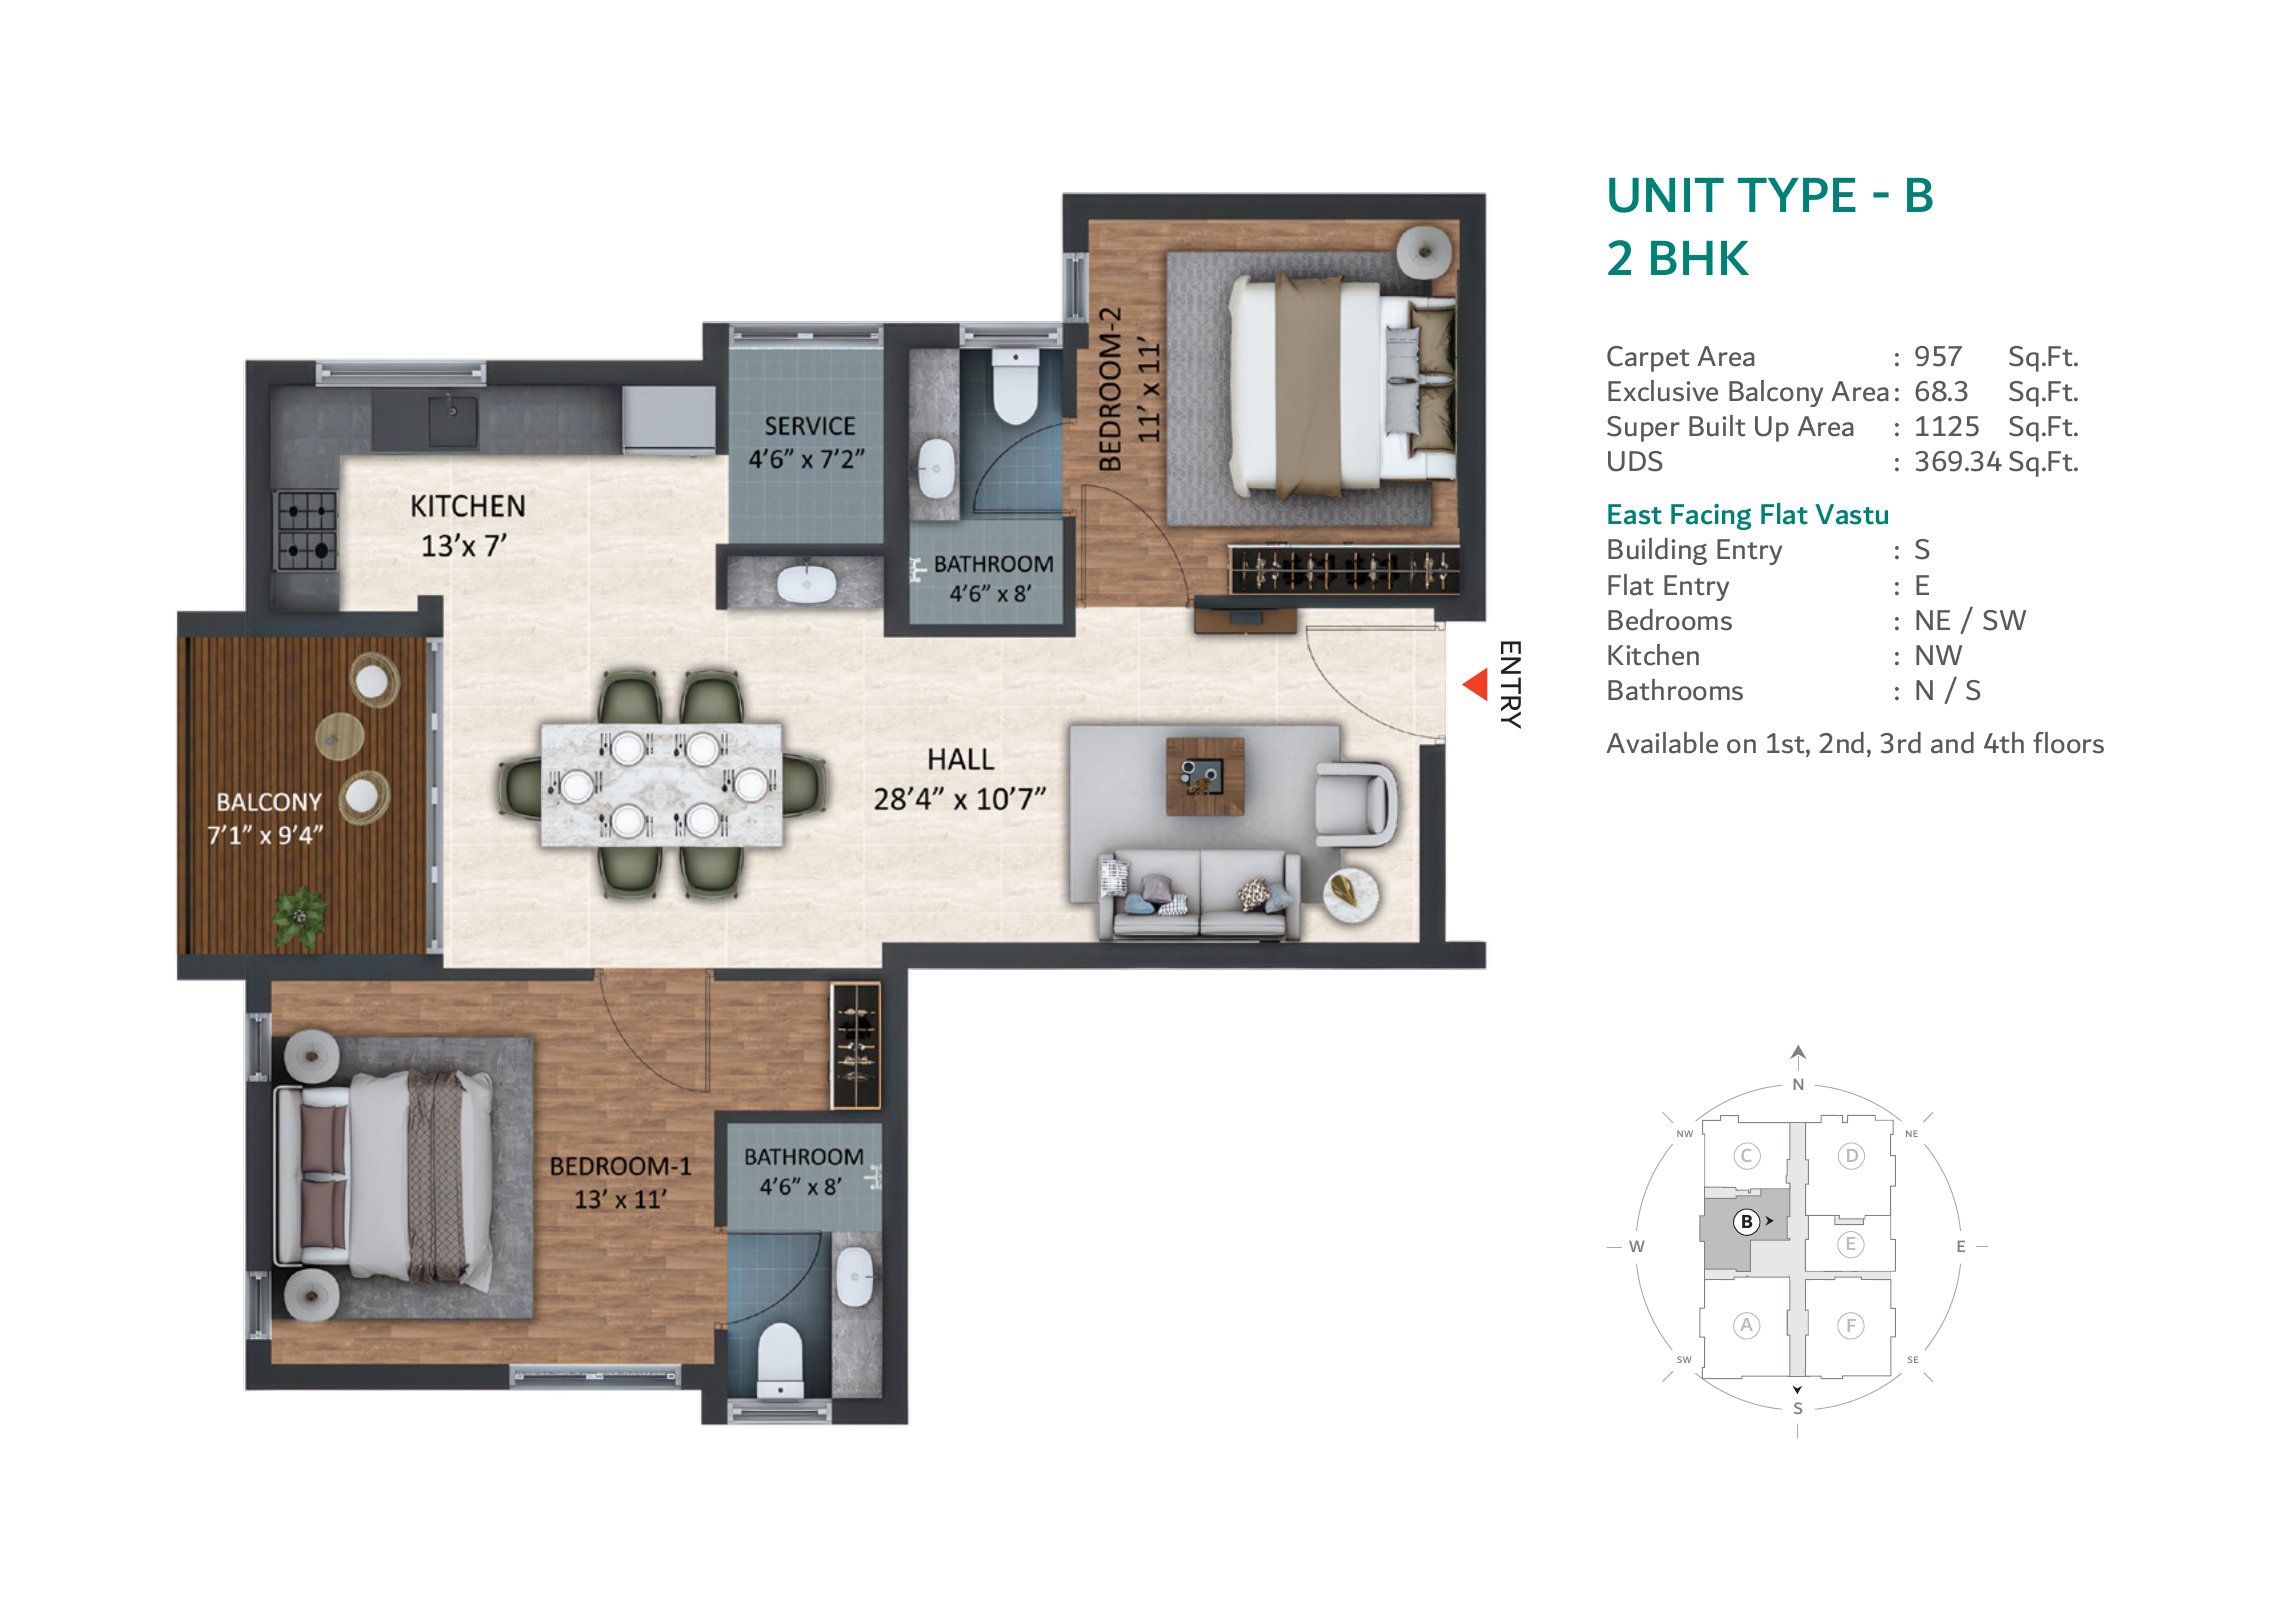 UNIT TYPE - B
2 BHK
Carpet Area : 957 Sq.Ft.
Exclusive Balcony Area : 68.3 Sq.Ft.
Super Built Up Area : 1125 Sq.Ft.
UDS : 369.34 Sq.Ft.
East Facing Flat Vastu
Building Entry : S
Flat Entry : E
Bedrooms : NE / SW
Kitchen : NW
Bathrooms : N / S
Available on 1st, 2nd, 3rd and 4th floors
BEDROOM-2
11' x 11'
SERVICE
4'6" x 7'2"
KITCHEN
13'x 7'
BATHROOM
4'6" x 8'
ENTRY
HALL
28'4" x 10'7"
BALCONY
7'1" x 9'4"
BEDROOM-1
13' x 11'
BATHROOM
4'6" x 8'
N
NW
NE
C
D
B
E
W
E
A
F
SW
SE
S